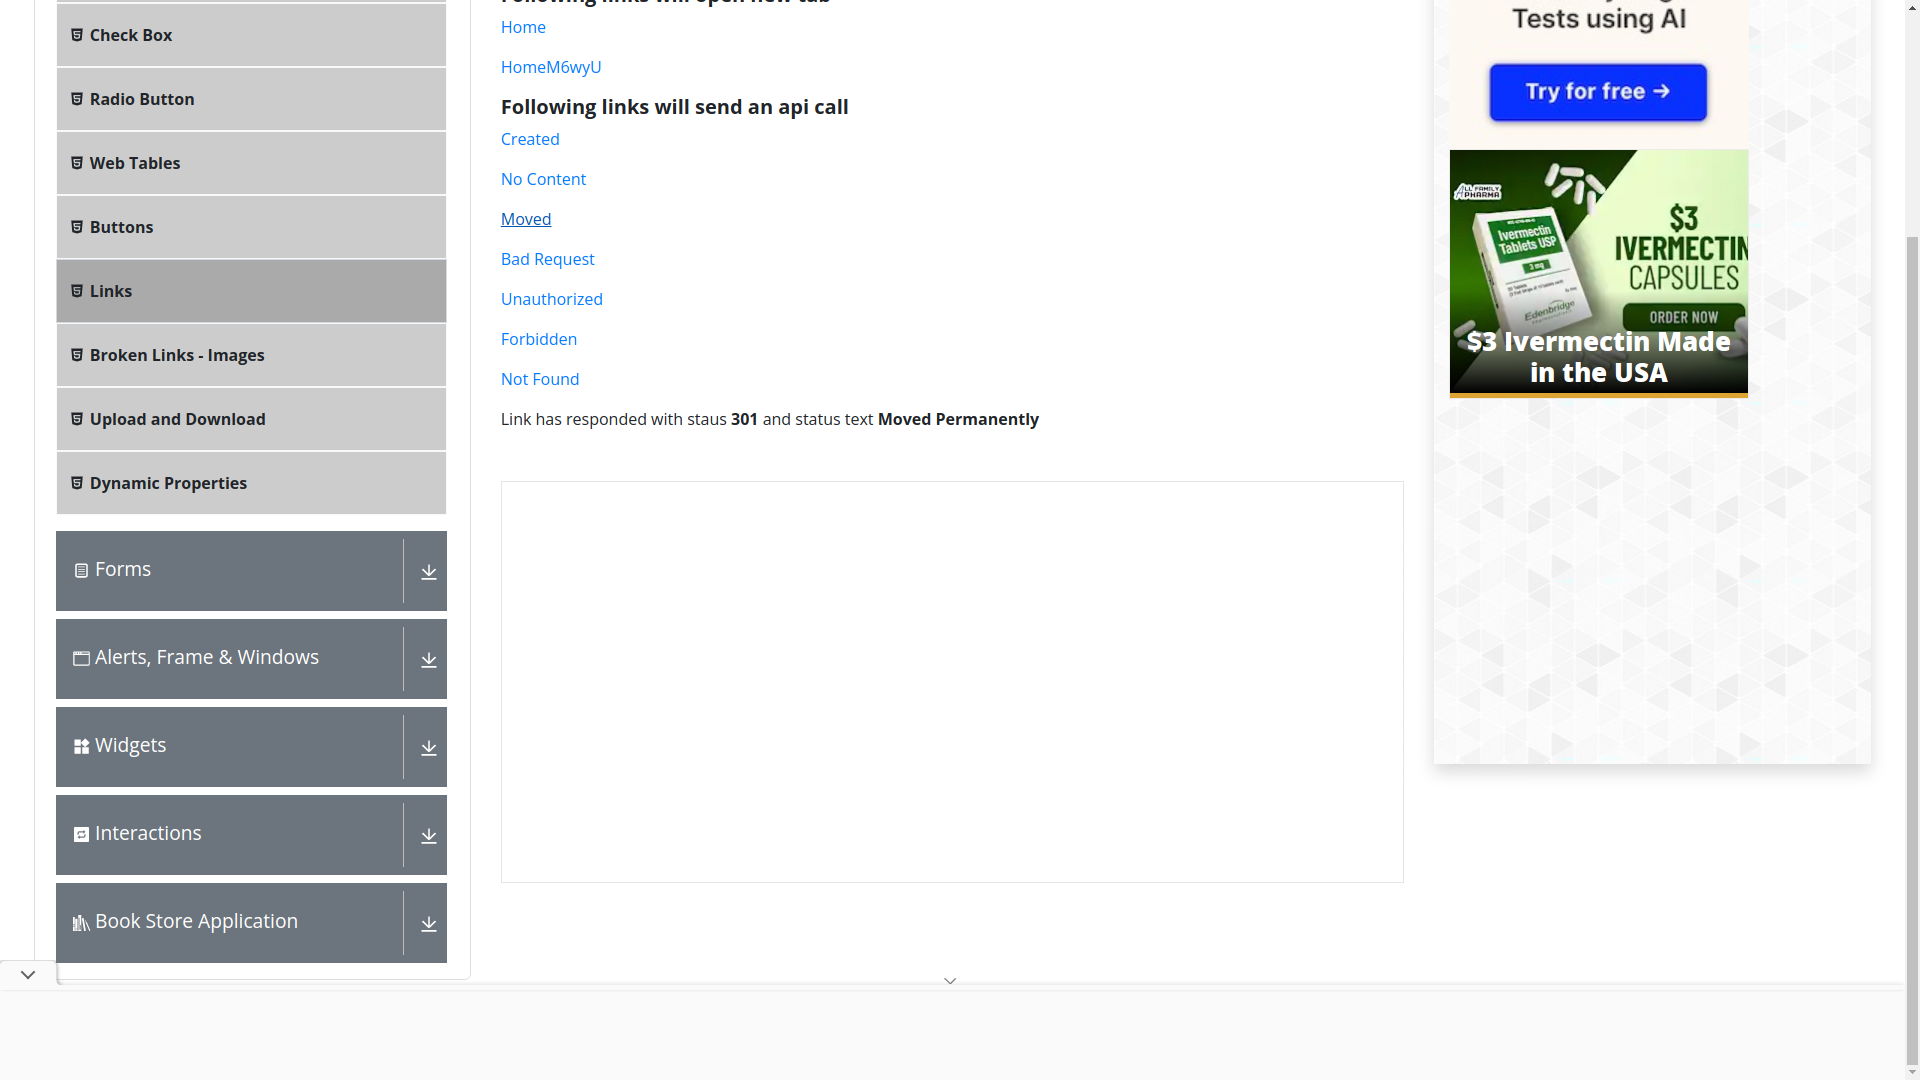 Check Box
Radio Button
Web Tables
Buttons
Links
Broken Links - Images
Upload and Download
Dynamic Properties
Forms
Alerts, Frame & Windows
Widgets
Interactions
Book Store Application
Home
HomeM6wyU
Following links will send an api call
Created
No Content
Moved
Bad Request
Unauthorized
Forbidden
Not Found
Link has responded with staus 301 and status text Moved Permanently
Tests using AI
Try for free →
ALL FAMILY
PHARMA
Ivermectin
Tablets USP
3 mg
Edenbridge
$3
IVERMECTIN
CAPSULES
ORDER NOW
$3 Ivermectin Made
in the USA